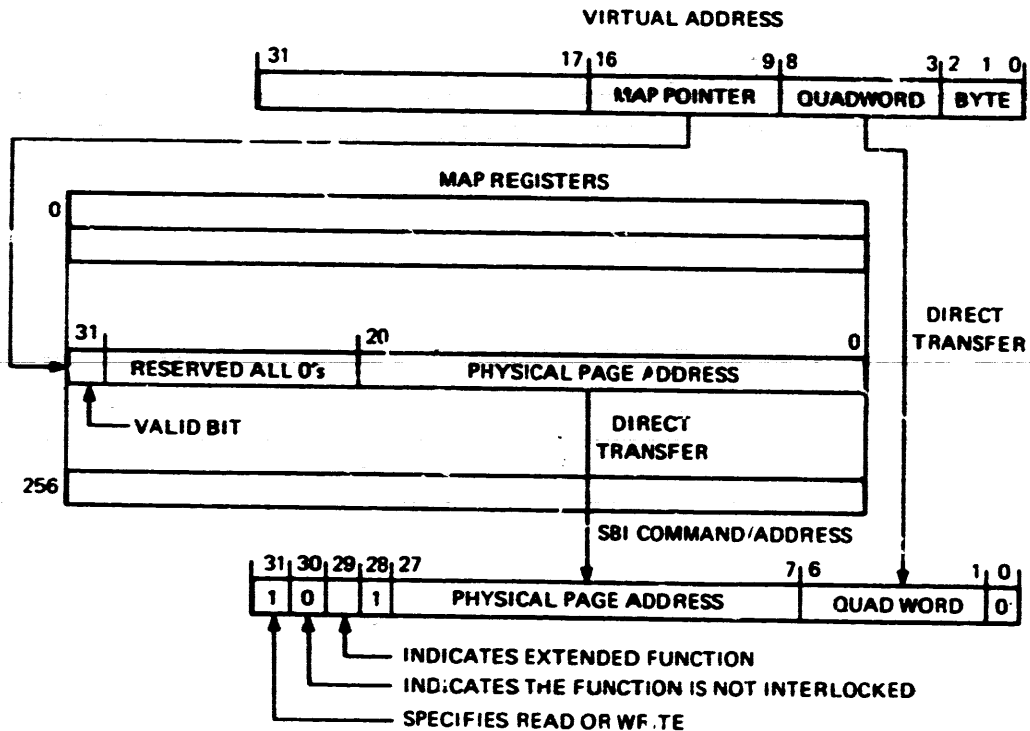 VIRTUAL ADDRESS
31 17 16 9 8 3 2 1 0
MAP POINTER QUADWORD BYTE
MAP REGISTERS
0
DIRECT
TRANSFER
31 20 0
RESERVED ALL 0's PHYSICAL PAGE ADDRESS
VALID BIT
DIRECT
TRANSFER
256
SBI COMMAND/ADDRESS
31 30 29 28 27 7 6 1 0
1 0 1 PHYSICAL PAGE ADDRESS QUAD WORD 0
INDICATES EXTENDED FUNCTION
INDICATES THE FUNCTION IS NOT INTERLOCKED
SPECIFIES READ OR WRITE